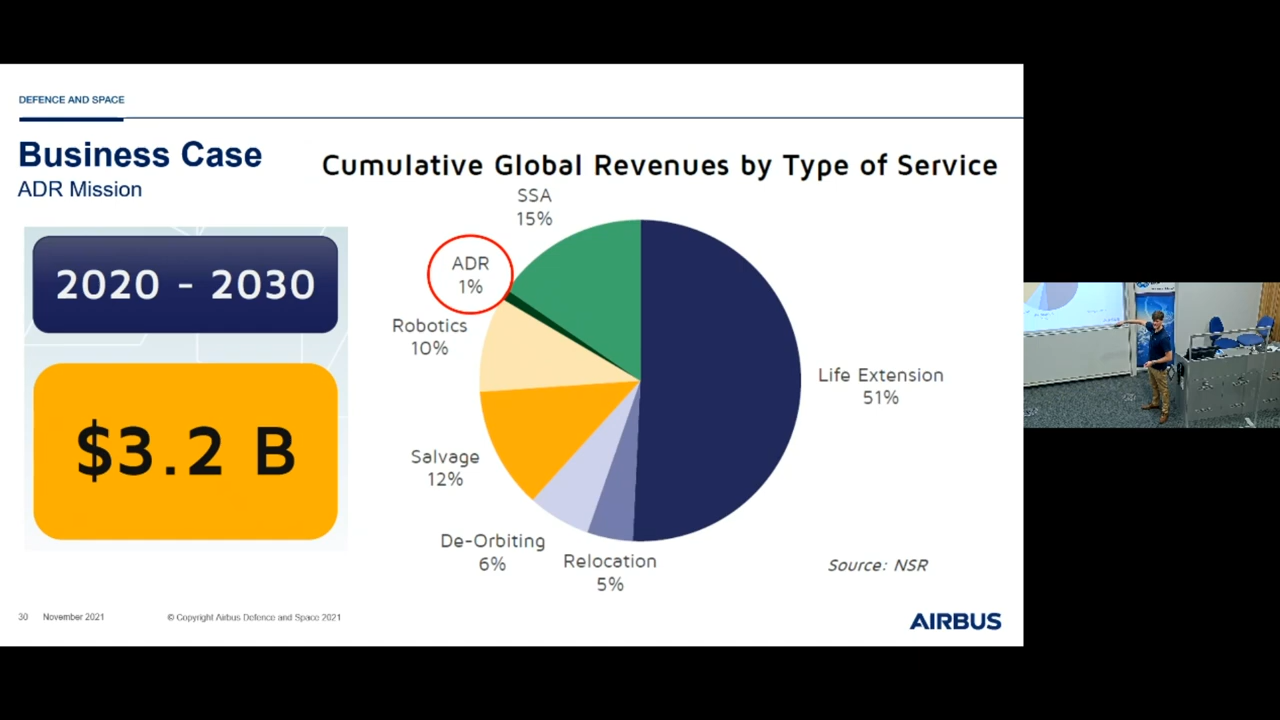 DEFENCE AND SPACE
Business Case
ADR Mission
2020 - 2030
$3.2 B
Cumulative Global Revenues by Type of Service
SSA
15%
ADR
1%
Robotics
10%
Life Extension
51%
Salvage
12%
De-Orbiting
6%
Relocation
5%
Source: NSR
30 November 2021 © Copyright Airbus Defence and Space 2021
AIRBUS